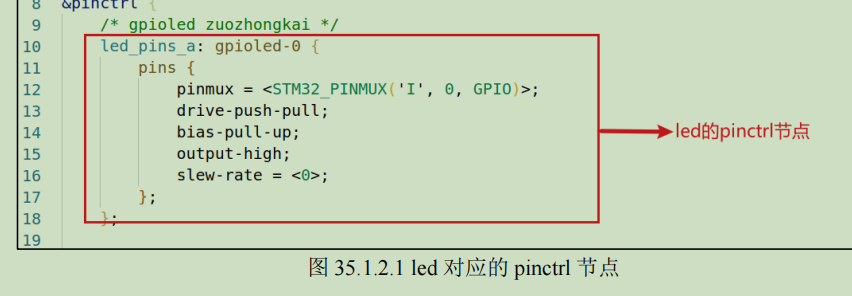 8 &pinctrl {
9 /* gpioled zuozhongkai */
10 led_pins_a: gpioled-0 {
11 pins {
12 pinmux = <STM32_PINMUX('I', 0, GPIO)>;
13 drive-push-pull;
14 bias-pull-up;
15 output-high;
16 slew-rate = <0>;
17 };
18 };
19
led的pinctrl节点
图 35.1.2.1 led 对应的 pinctrl 节点